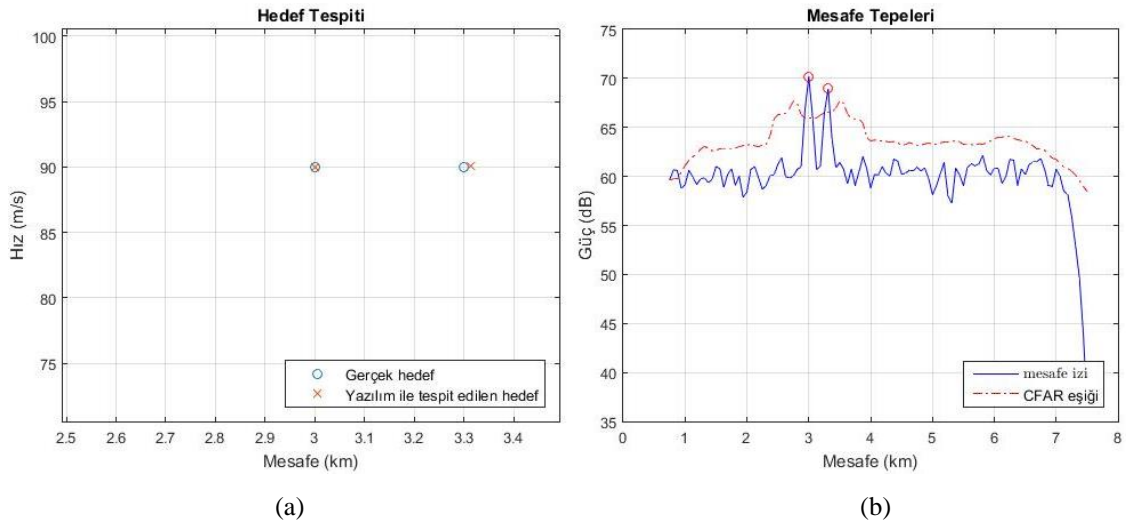 Hedef Tespiti
100
95
90
85
80
75
Hız (m/s)
2.5 2.6 2.7 2.8 2.9 3 3.1 3.2 3.3 3.4
Mesafe (km)
Gerçek hedef
Yazılım ile tespit edilen hedef
(a)
Mesafe Tepeleri
75
70
65
60
55
50
45
40
35
Güç (dB)
0 1 2 3 4 5 6 7 8
Mesafe (km)
mesafe izi
CFAR eşiği
(b)